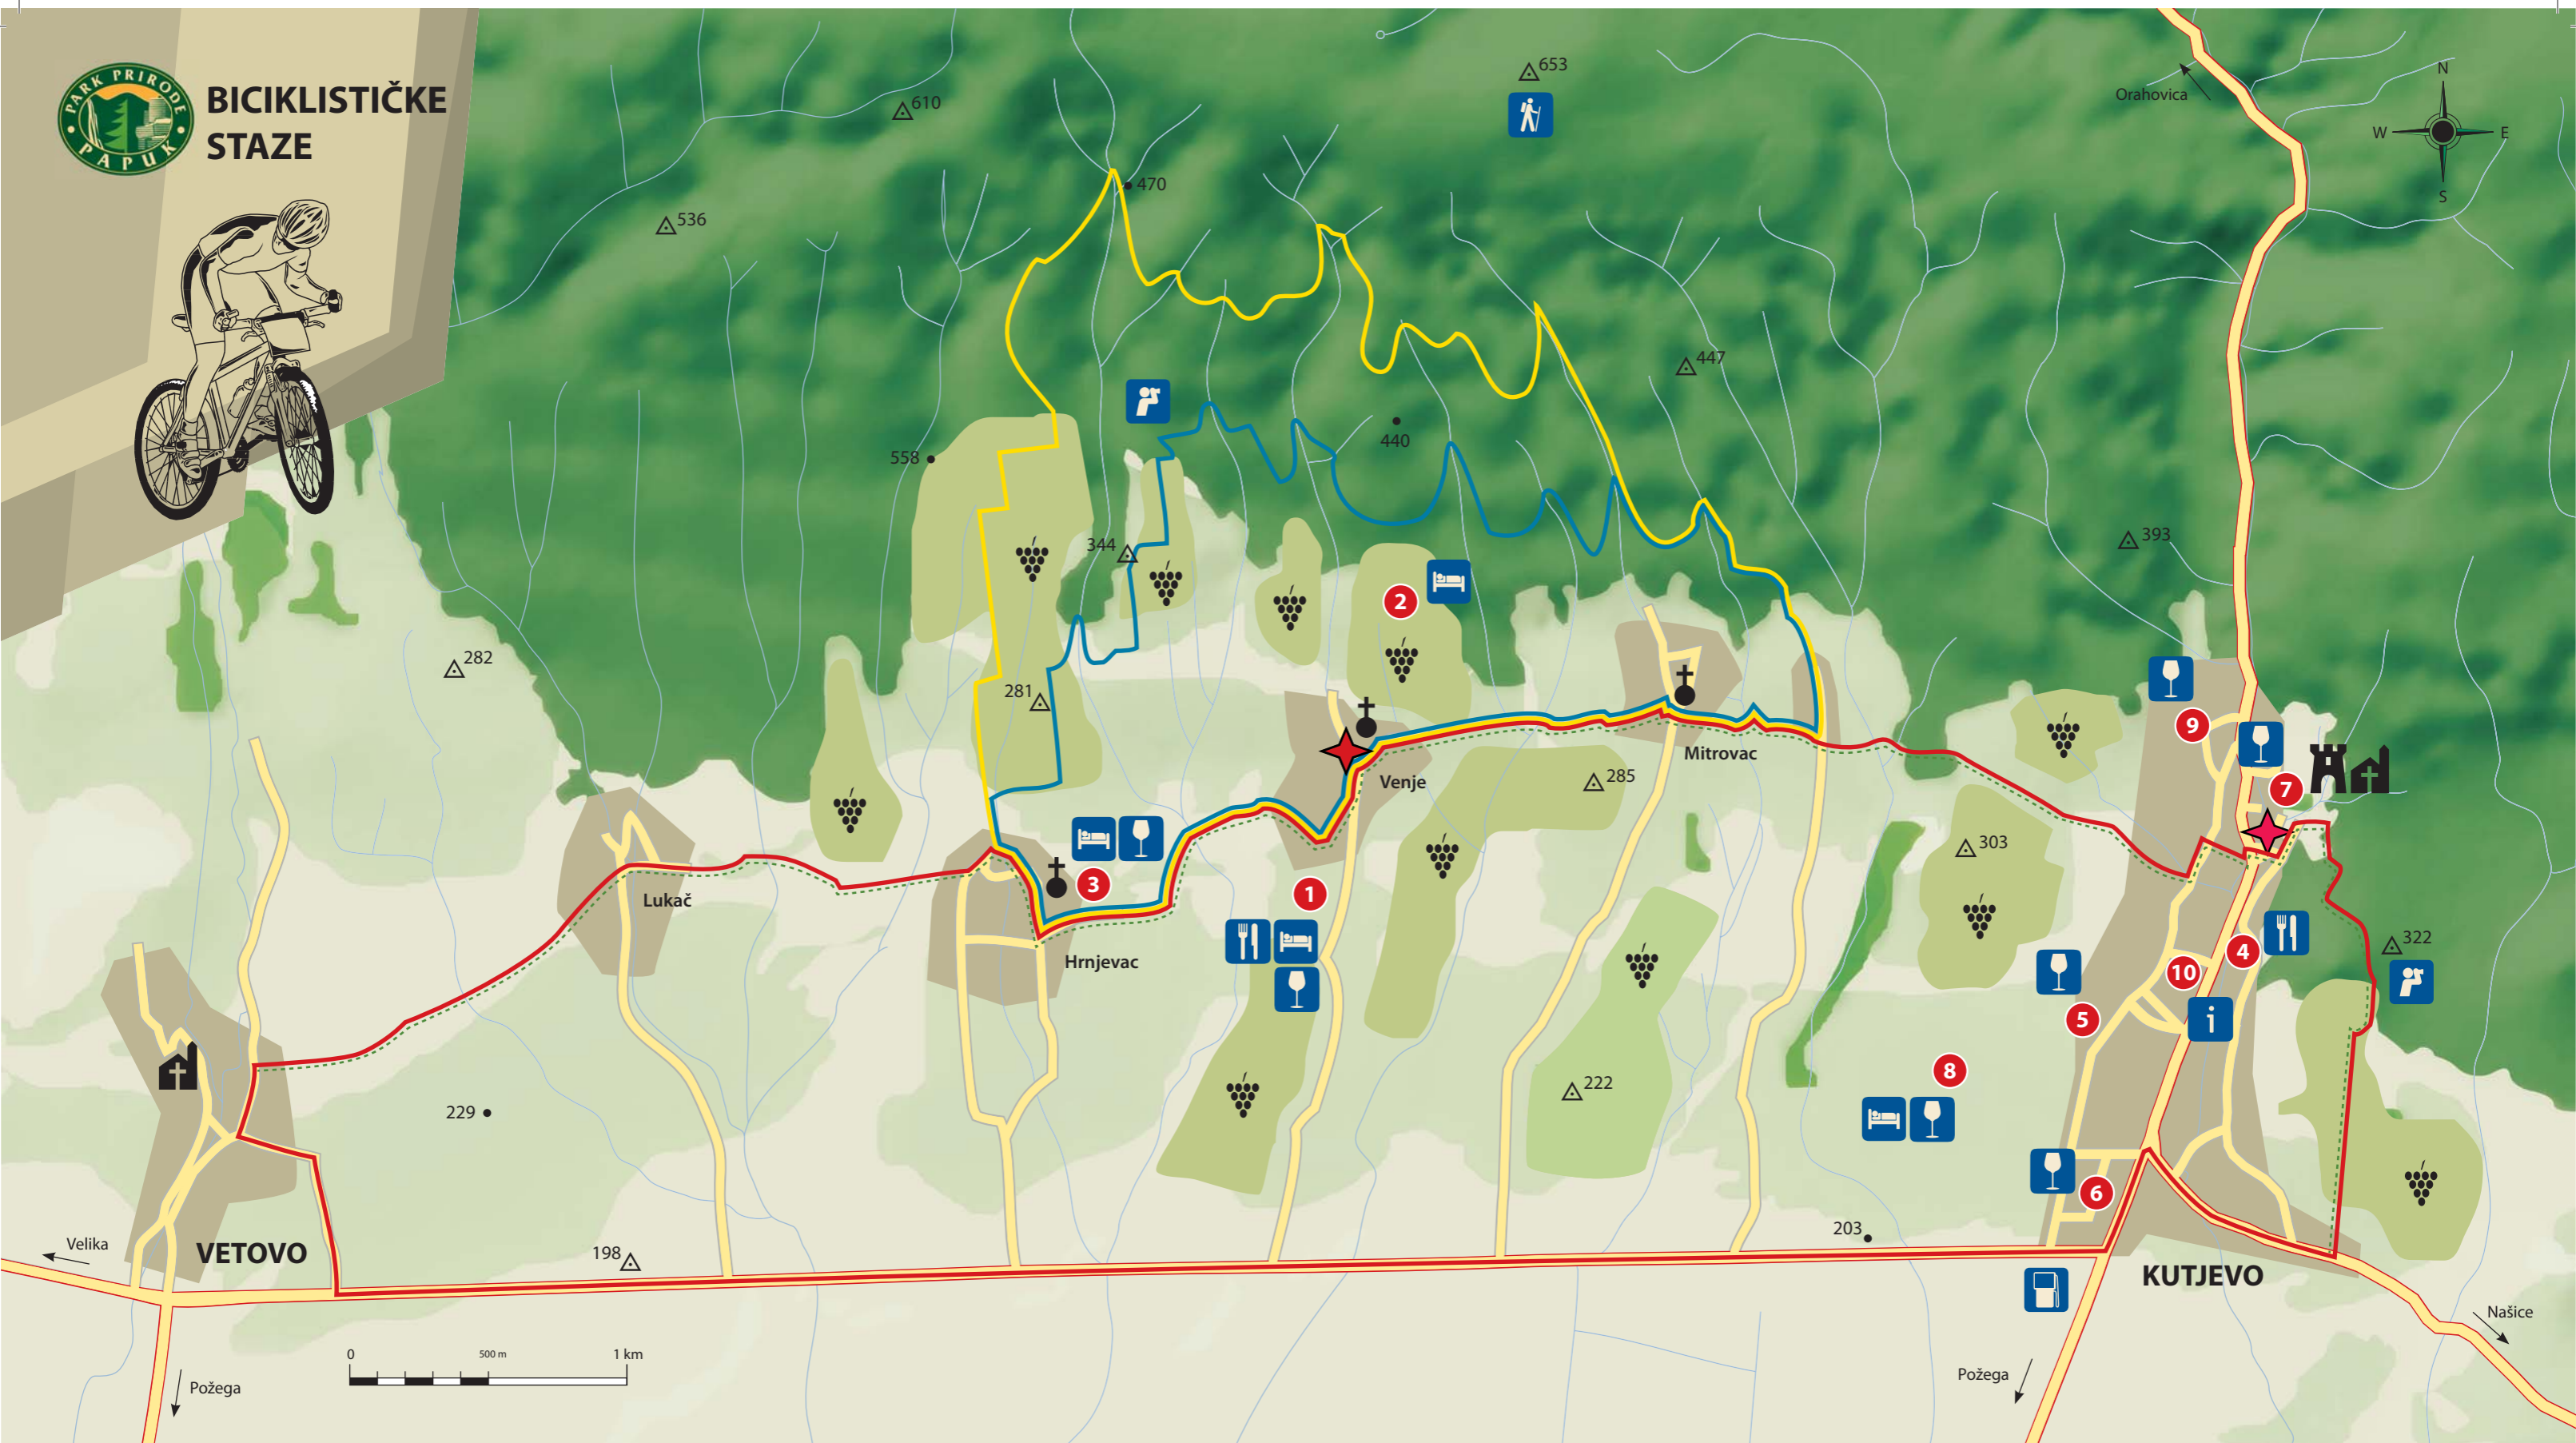 PARK PRIRODE
PAPUK
BICIKLISTIČKE
STAZE
653
610
Orahovica
N
W
E
S
470
536
447
440
558
393
344
2
282
281
9
Venje
Mitrovac
285
7
303
Lukač
3
1
Hrnjevac
322
4
10
5
i
8
222
229
6
203
Velika
VETOVO
198
KUTJEVO
Našice
0
500 m
1 km
Požega
Požega